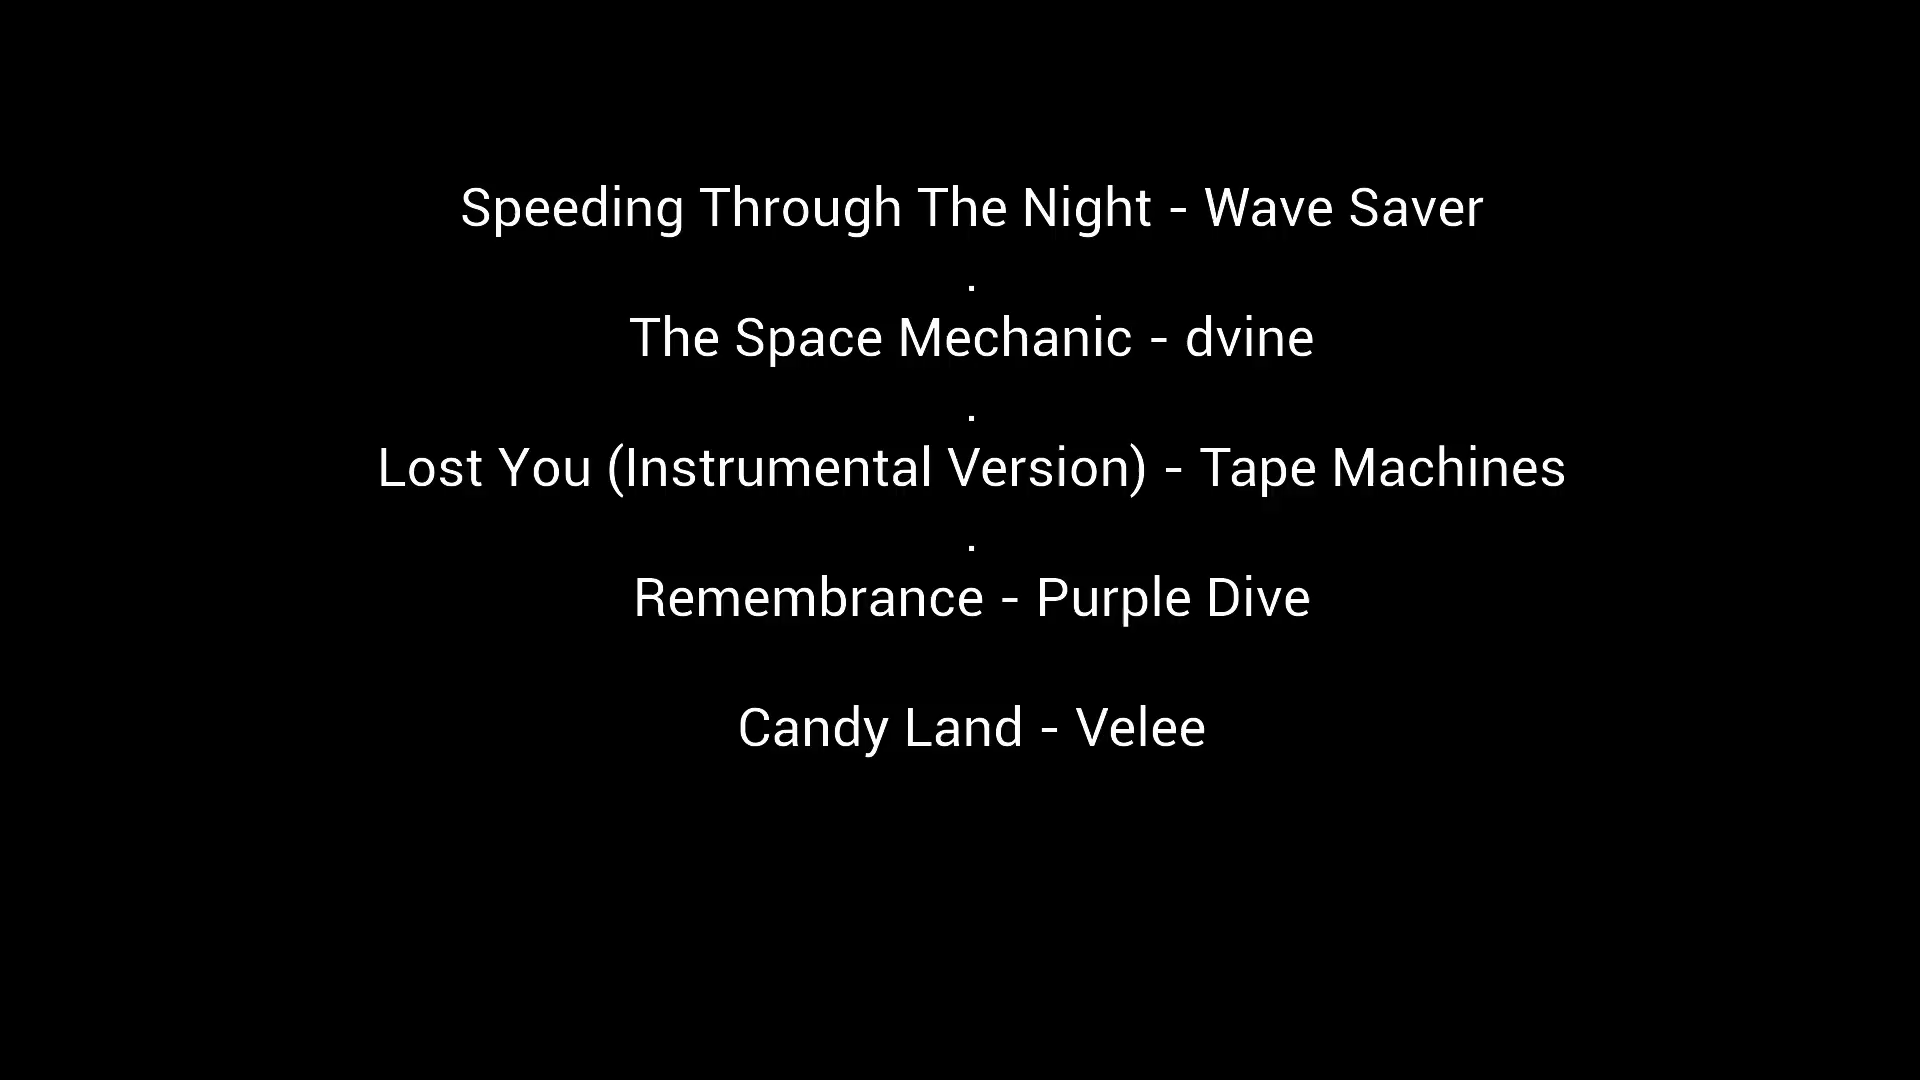 Speeding Through The Night - Wave Saver
.
The Space Mechanic - dvine
.
Lost You (Instrumental Version) - Tape Machines
.
Remembrance - Purple Dive
Candy Land - Velee